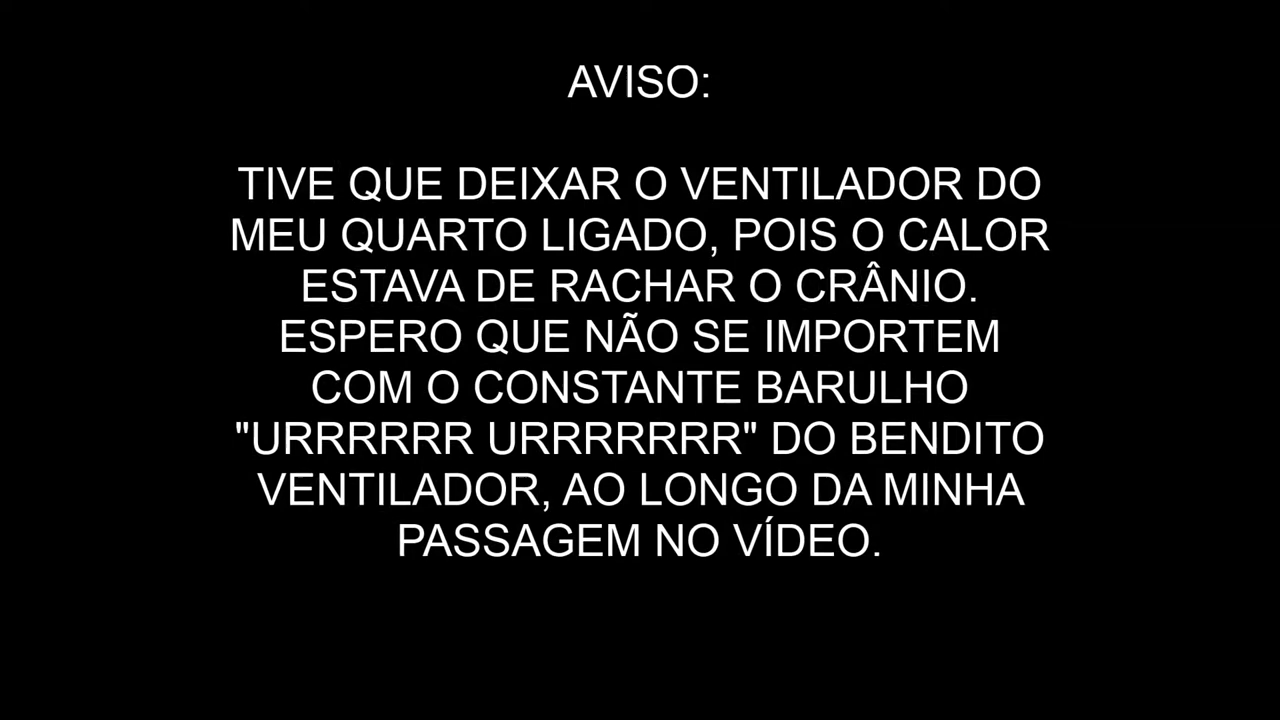 AVISO:
TIVE QUE DEIXAR O VENTILADOR DO
MEU QUARTO LIGADO, POIS O CALOR
ESTAVA DE RACHAR O CRÂNIO.
ESPERO QUE NÃO SE IMPORTEM
COM O CONSTANTE BARULHO
"URRRRRR URRRRRRR" DO BENDITO
VENTILADOR, AO LONGO DA MINHA
PASSAGEM NO VÍDEO.